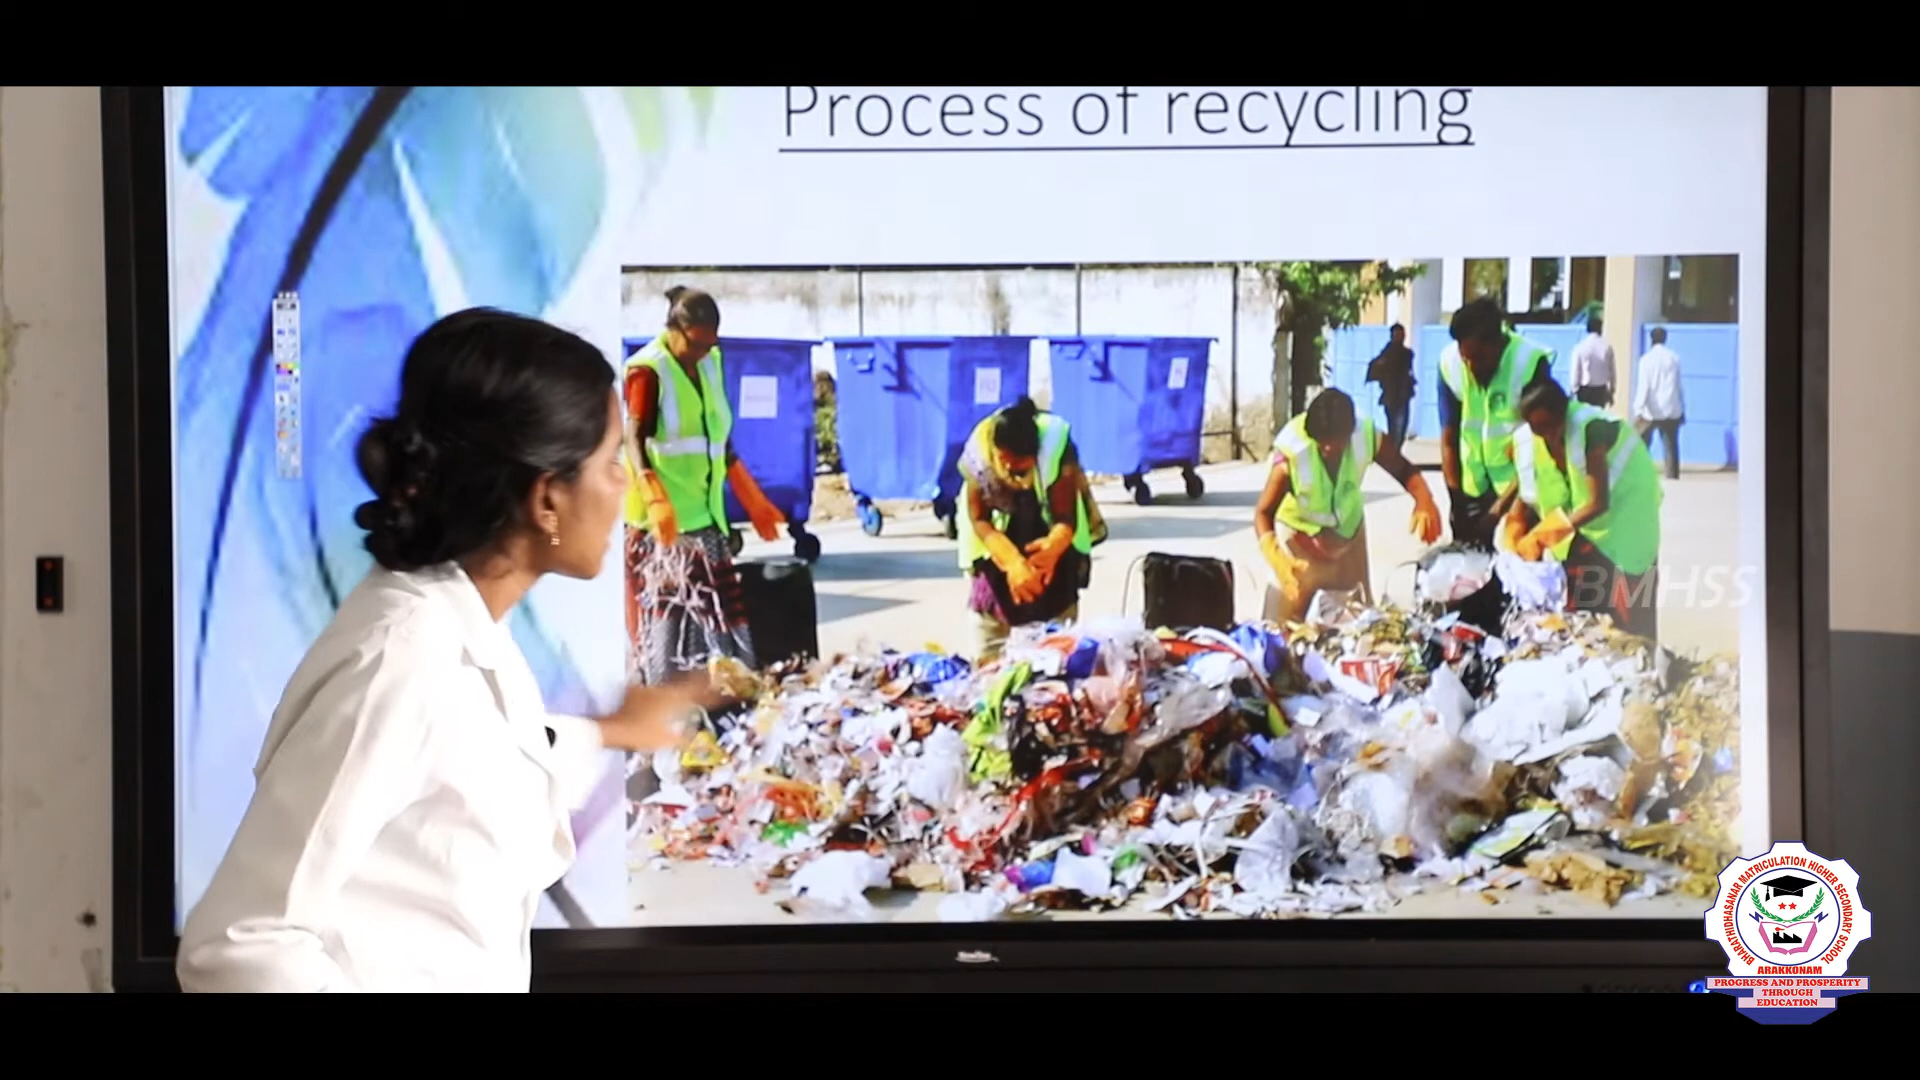 Process of recycling
BMHSS
BHARATHIDHASANAR MATRICULATION HIGHER SECONDARY SCHOOL
ARAKKONAM
PROGRESS AND PROSPERITY
THROUGH
EDUCATION